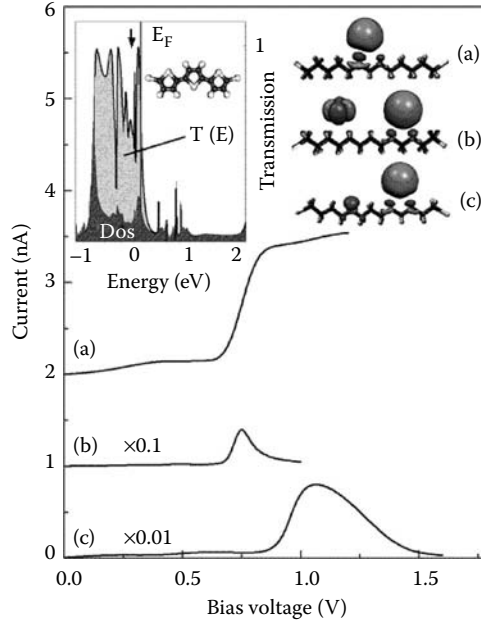 6
5
4
3
2
1
0
Current (nA)
0.0
0.5
1.0
1.5
Bias voltage (V)
E_F
T (E)
Dos
−1
0
1
2
Energy (eV)
1
Transmission
(a)
(b)
(c)
(a)
(b) ×0.1
(c) ×0.01